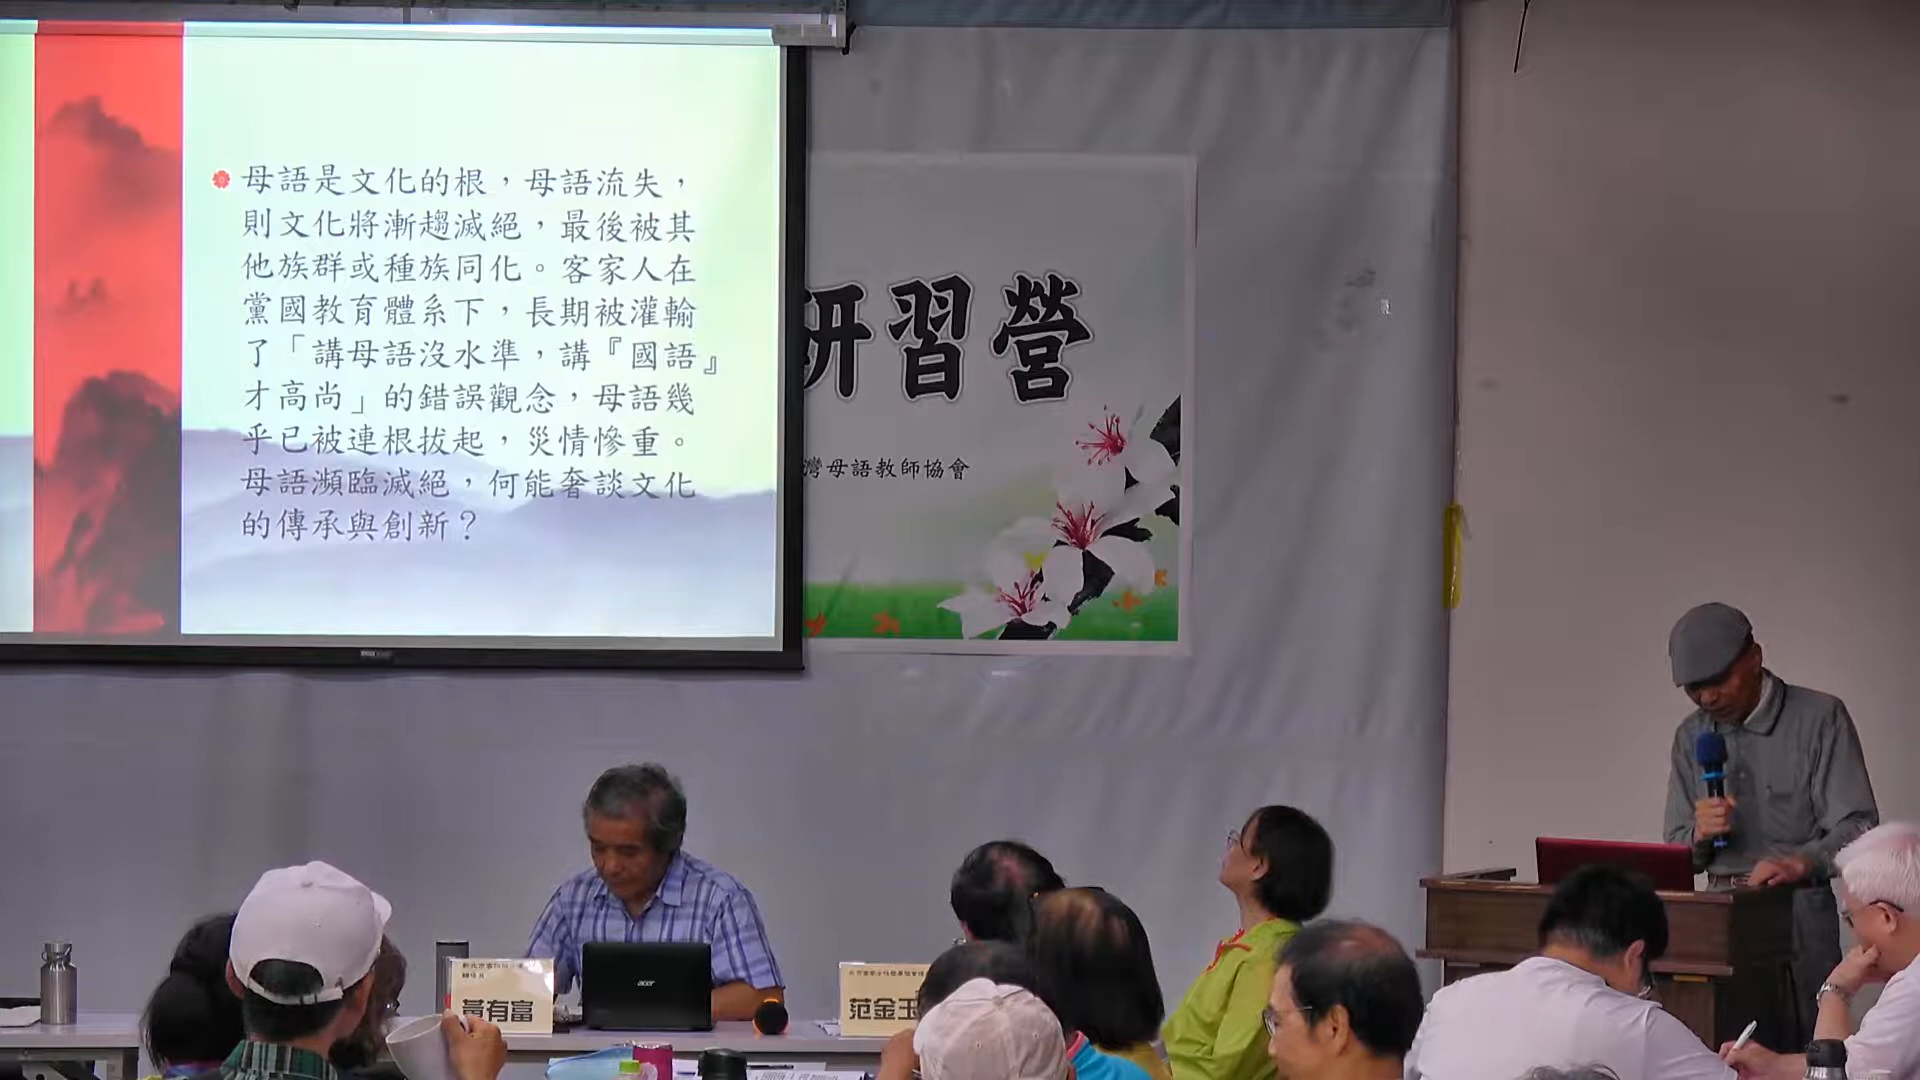 母語是文化的根，母語流失，
則文化將漸趨滅絕，最後被其
他族群或種族同化。客家人在
黨國教育體系下，長期被灌輸
了「講母語沒水準，講『國語』
才高尚」的錯誤觀念，母語幾
乎已被連根拔起，災情慘重。
母語瀕臨滅絕，何能奢談文化
的傳承與創新？
研習營
灣母語教師協會
黃有富
范金玉
acer